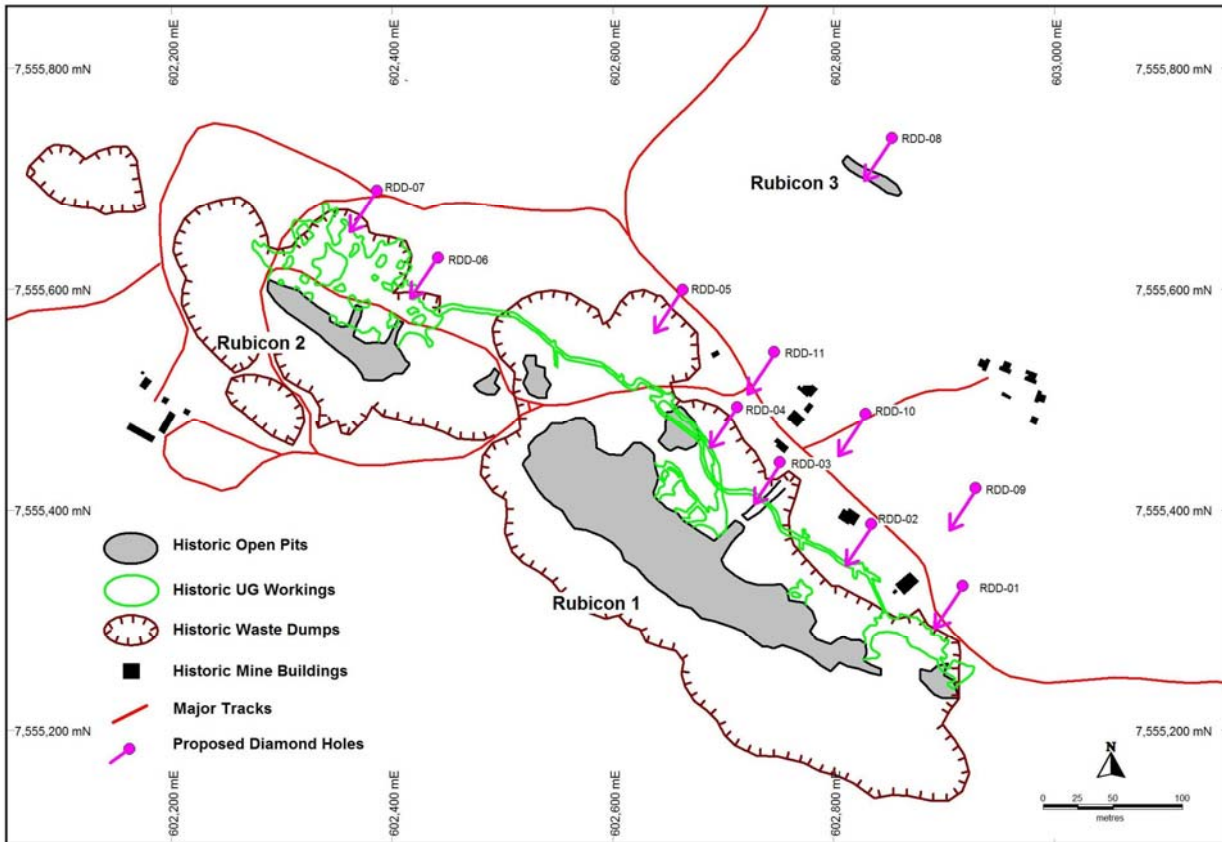 602,200 mE
602,400 mE
602,600 mE
602,800 mE
603,000 mE
7,555,800 mN
7,555,800 mN
RDD-08
Rubicon 3
RDD-07
RDD-06
7,555,600 mN
RDD-05
7,555,600 mN
Rubicon 2
RDD-11
RDD-04
RDD-10
RDD-03
RDD-09
7,555,400 mN
RDD-02
7,555,400 mN
Historic Open Pits
Historic UG Workings
RDD-01
Rubicon 1
Historic Waste Dumps
Historic Mine Buildings
Major Tracks
7,555,200 mN
7,555,200 mN
Proposed Diamond Holes
N
602,200 mE
602,400 mE
602,600 mE
602,800 mE
603,000 mE
0 25 50 100
metres